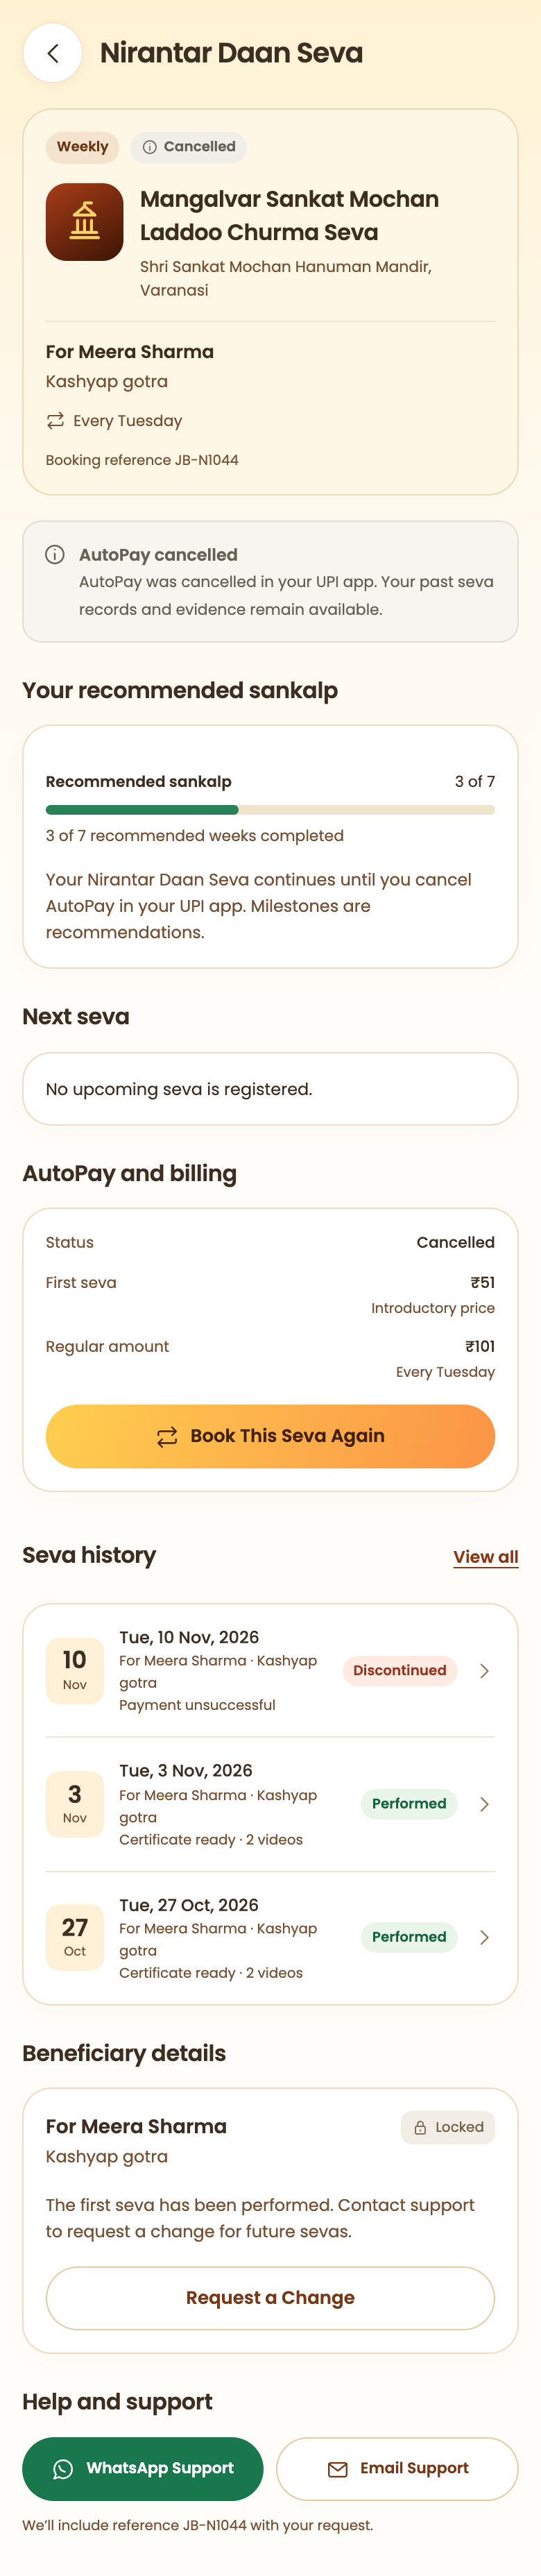 Nirantar Daan Seva
Weekly
Cancelled
Mangalvar Sankat Mochan
Laddoo Churma Seva
Shri Sankat Mochan Hanuman Mandir,
Varanasi
For Meera Sharma
Kashyap gotra
Every Tuesday
Booking reference JB-N1044
AutoPay cancelled
AutoPay was cancelled in your UPI app. Your past seva
records and evidence remain available.
Your recommended sankalp
Recommended sankalp
3 of 7
3 of 7 recommended weeks completed
Your Nirantar Daan Seva continues until you cancel
AutoPay in your UPI app. Milestones are
recommendations.
Next seva
No upcoming seva is registered.
AutoPay and billing
Status
Cancelled
First seva
₹51
Introductory price
Regular amount
₹101
Every Tuesday
Book This Seva Again
Seva history
View all
10
Nov
Tue, 10 Nov, 2026
For Meera Sharma · Kashyap
gotra
Payment unsuccessful
Discontinued
3
Nov
Tue, 3 Nov, 2026
For Meera Sharma · Kashyap
gotra
Certificate ready · 2 videos
Performed
27
Oct
Tue, 27 Oct, 2026
For Meera Sharma · Kashyap
gotra
Certificate ready · 2 videos
Performed
Beneficiary details
For Meera Sharma
Locked
Kashyap gotra
The first seva has been performed. Contact support
to request a change for future sevas.
Request a Change
Help and support
WhatsApp Support
Email Support
We’ll include reference JB-N1044 with your request.